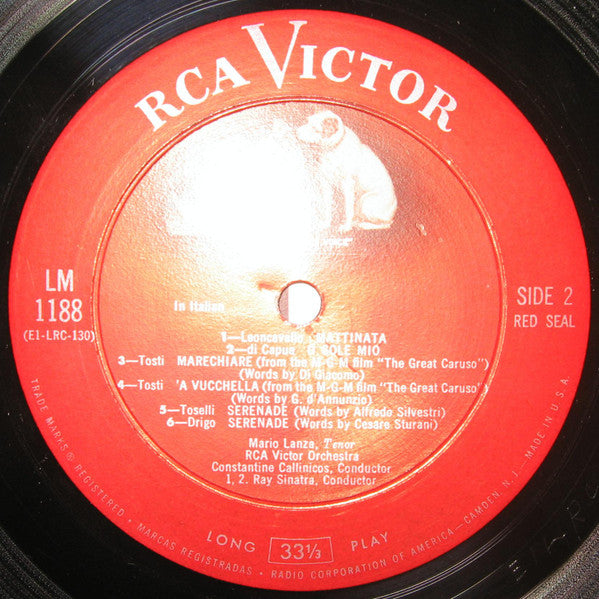 RCA VICTOR
LM
1188
(E1-LRC-130)
SIDE 2
RED SEAL
In Italian
1—Leoncavallo MATTINATA
2—di Capua O SOLE MIO
3—Tosti MARECHIARE (from the M-G-M film "The Great Caruso")
(Words by Di Giacomo)
4—Tosti 'A VUCCHELLA (from the M-G-M film "The Great Caruso")
(Words by G. d'Annunzio)
5—Toselli SERENADE (Words by Alfredo Silvestri)
6—Drigo SERENADE (Words by Cesare Sturani)
Mario Lanza, Tenor
RCA Victor Orchestra
Constantine Callinicos, Conductor
1, 2. Ray Sinatra, Conductor
LONG 33⅓ PLAY
TRADE MARKS ® REGISTERED • MARCAS REGISTRADAS • RADIO CORPORATION OF AMERICA—CAMDEN, N.J.—MADE IN U.S.A.